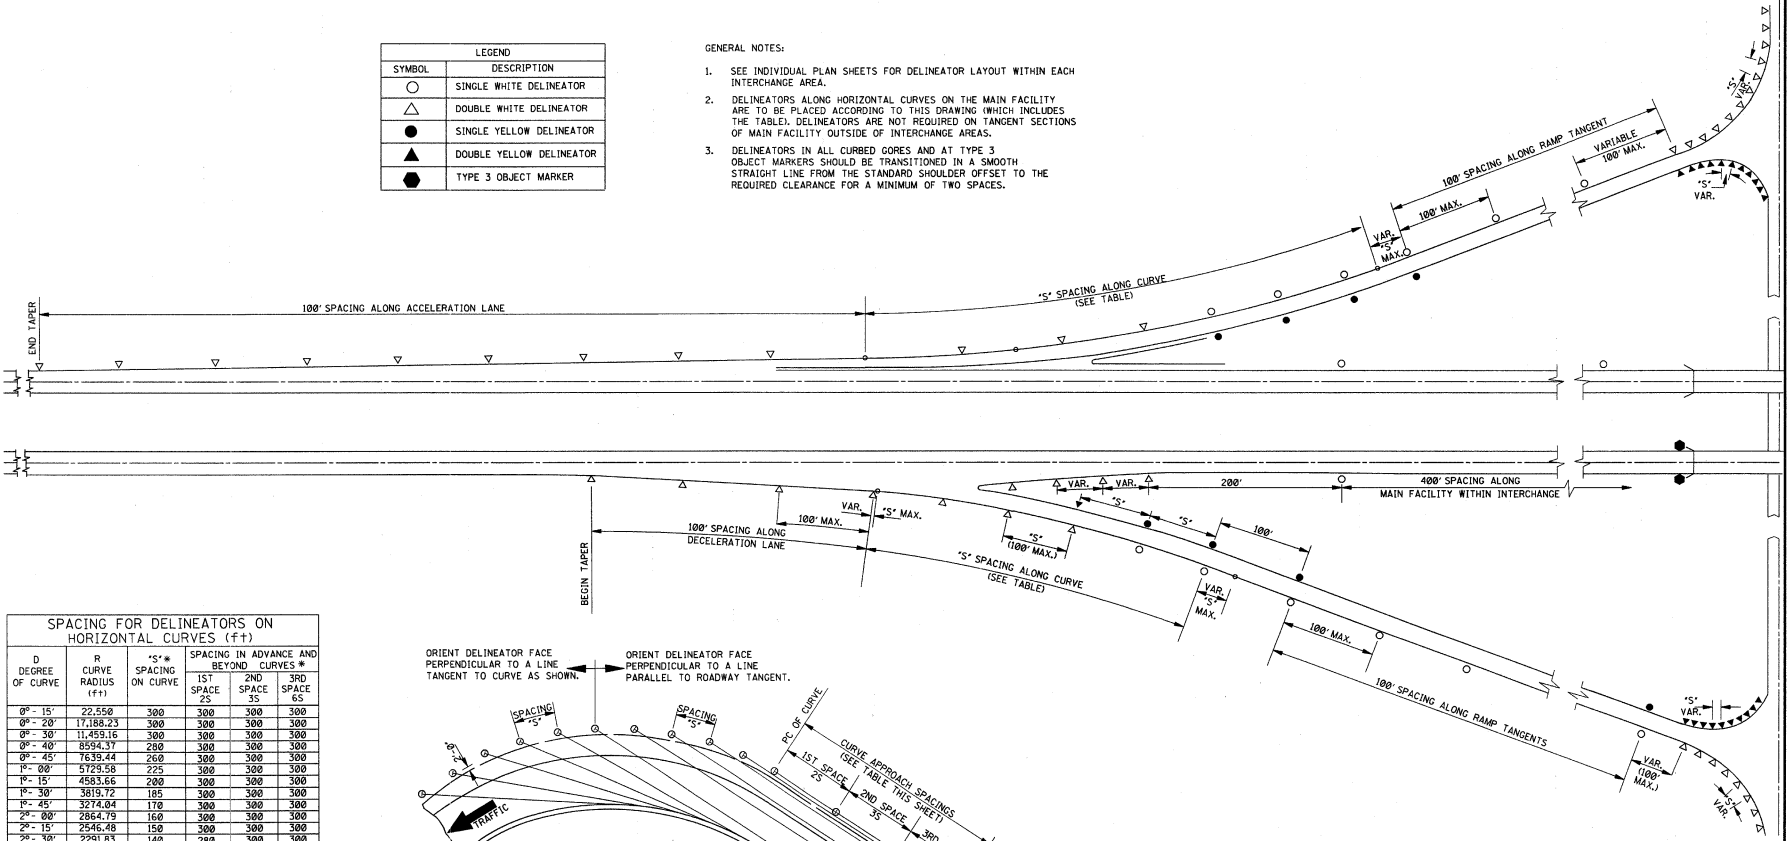 LEGEND
SYMBOL DESCRIPTION
SINGLE WHITE DELINEATOR
DOUBLE WHITE DELINEATOR
SINGLE YELLOW DELINEATOR
DOUBLE YELLOW DELINEATOR
TYPE 3 OBJECT MARKER
GENERAL NOTES:
1. SEE INDIVIDUAL PLAN SHEETS FOR DELINEATOR LAYOUT WITHIN EACH
INTERCHANGE AREA.
2. DELINEATORS ALONG HORIZONTAL CURVES ON THE MAIN FACILITY
ARE TO BE PLACED ACCORDING TO THIS DRAWING (WHICH INCLUDES
THE TABLE). DELINEATORS ARE NOT REQUIRED ON TANGENT SECTIONS
OF MAIN FACILITY OUTSIDE OF INTERCHANGE AREAS.
3. DELINEATORS IN ALL CURBED GORES AND AT TYPE 3
OBJECT MARKERS SHOULD BE TRANSITIONED IN A SMOOTH
STRAIGHT LINE FROM THE STANDARD SHOULDER OFFSET TO THE
REQUIRED CLEARANCE FOR A MINIMUM OF TWO SPACES.
"S"
VAR.
100' SPACING ALONG RAMP TANGENT
VARIABLE
100' MAX.
100' MAX.
"S"
VAR.
VAR.
"S"
MAX.
"S" SPACING ALONG CURVE
(SEE TABLE)
END TAPER
100' SPACING ALONG ACCELERATION LANE
VAR. VAR. 200' 400' SPACING ALONG
MAIN FACILITY WITHIN INTERCHANGE
"S"
"S"
100'
VAR. "S" MAX.
100' MAX.
100' SPACING ALONG
DECELERATION LANE
"S"
(100' MAX.)
"S" SPACING ALONG CURVE
(SEE TABLE)
BEGIN TAPER
VAR.
"S"
MAX.
100' MAX.
100' SPACING ALONG RAMP TANGENTS
"S"
VAR.
VAR.
(100'
MAX.)
"S"
VAR.
SPACING FOR DELINEATORS ON
HORIZONTAL CURVES (ft)
D
DEGREE
OF CURVE
R
CURVE
RADIUS
(ft)
"S"*
SPACING
ON CURVE
SPACING IN ADVANCE AND
BEYOND CURVES *
1ST
SPACE
2S
2ND
SPACE
3S
3RD
SPACE
6S
0° - 15' 22,550 300 300 300 300
0° - 20' 17,188.23 300 300 300 300
0° - 30' 11,459.16 300 300 300 300
0° - 40' 8594.37 280 300 300 300
0° - 45' 7639.44 260 300 300 300
1° - 00' 5729.58 225 300 300 300
1° - 15' 4583.66 200 300 300 300
1° - 30' 3819.72 185 300 300 300
1° - 45' 3274.04 170 300 300 300
2° - 00' 2864.79 160 300 300 300
2° - 15' 2546.48 150 300 300 300
2° - 30' 2291.83 140 280 300 300
ORIENT DELINEATOR FACE
PERPENDICULAR TO A LINE
TANGENT TO CURVE AS SHOWN.
ORIENT DELINEATOR FACE
PERPENDICULAR TO A LINE
PARALLEL TO ROADWAY TANGENT.
SPACING
"S"
SPACING
"S"
2'-0"
TRAFFIC
PC OF CURVE
CURVE APPROACH SPACINGS
(SEE TABLE THIS SHEET)
1ST SPACE
2S
2ND SPACE
3S
3RD